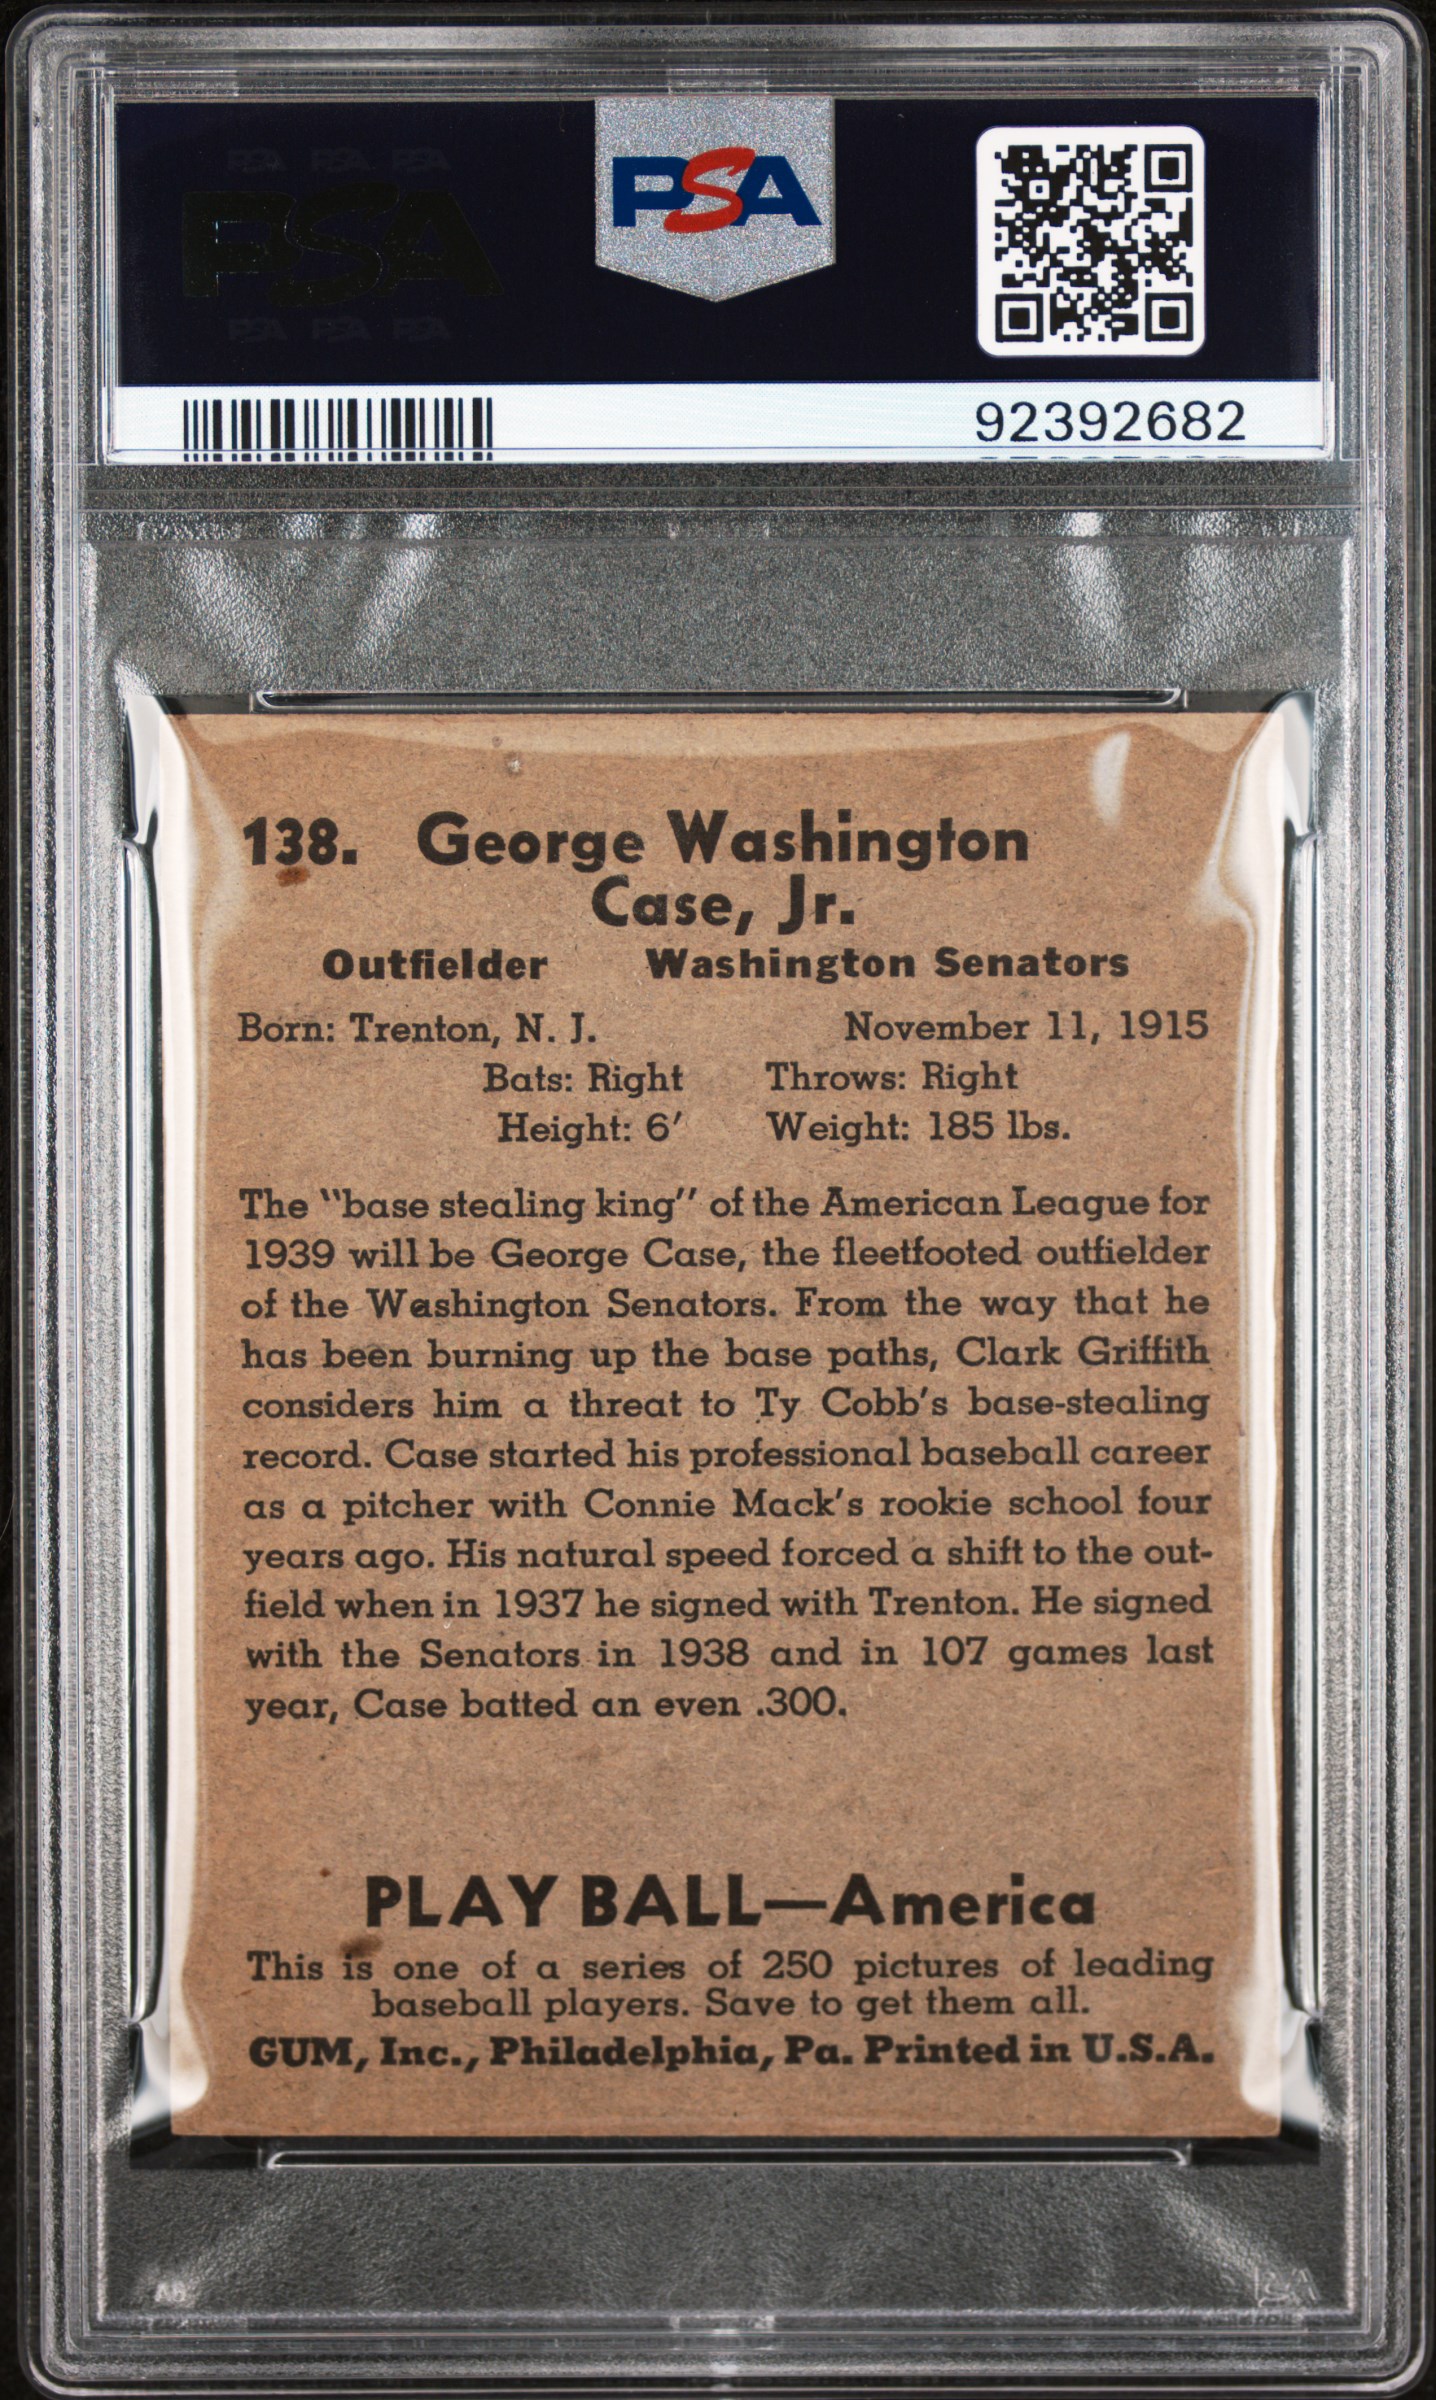 PSA PSA PSA
PSA
PSA PSA PSA
PSA
92392682
138. George Washington
Case, Jr.
Outfielder Washington Senators
Born: Trenton, N. J. November 11, 1915
Bats: Right Throws: Right
Height: 6' Weight: 185 lbs.
The "base stealing king" of the American League for
1939 will be George Case, the fleetfooted outfielder
of the Washington Senators. From the way that he
has been burning up the base paths, Clark Griffith
considers him a threat to Ty Cobb's base-stealing
record. Case started his professional baseball career
as a pitcher with Connie Mack's rookie school four
years ago. His natural speed forced a shift to the out-
field when in 1937 he signed with Trenton. He signed
with the Senators in 1938 and in 107 games last
year, Case batted an even .300.
PLAY BALL—America
This is one of a series of 250 pictures of leading
baseball players. Save to get them all.
GUM, Inc., Philadelphia, Pa. Printed in U.S.A.